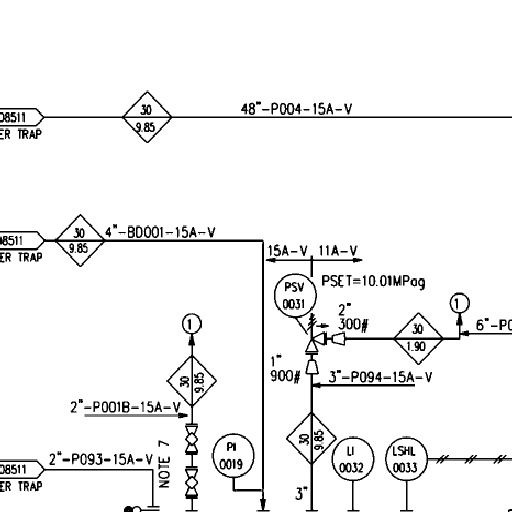 08511
ER TRAP
30
9.85
48"-P004-15A-V
08511
ER TRAP
30
9.85
4"-BD001-15A-V
15A-V 11A-V
PSV
0031
PSET=10.01MPag
1
2"
300#
30
1.90
1
6"-P0
30
9.85
1"
900#
3"-P094-15A-V
2"-P001B-15A-V
30
9.85
NOTE 7
PI
0019
LI
0032
LSHL
0033
08511
ER TRAP
2"-P093-15A-V
3"